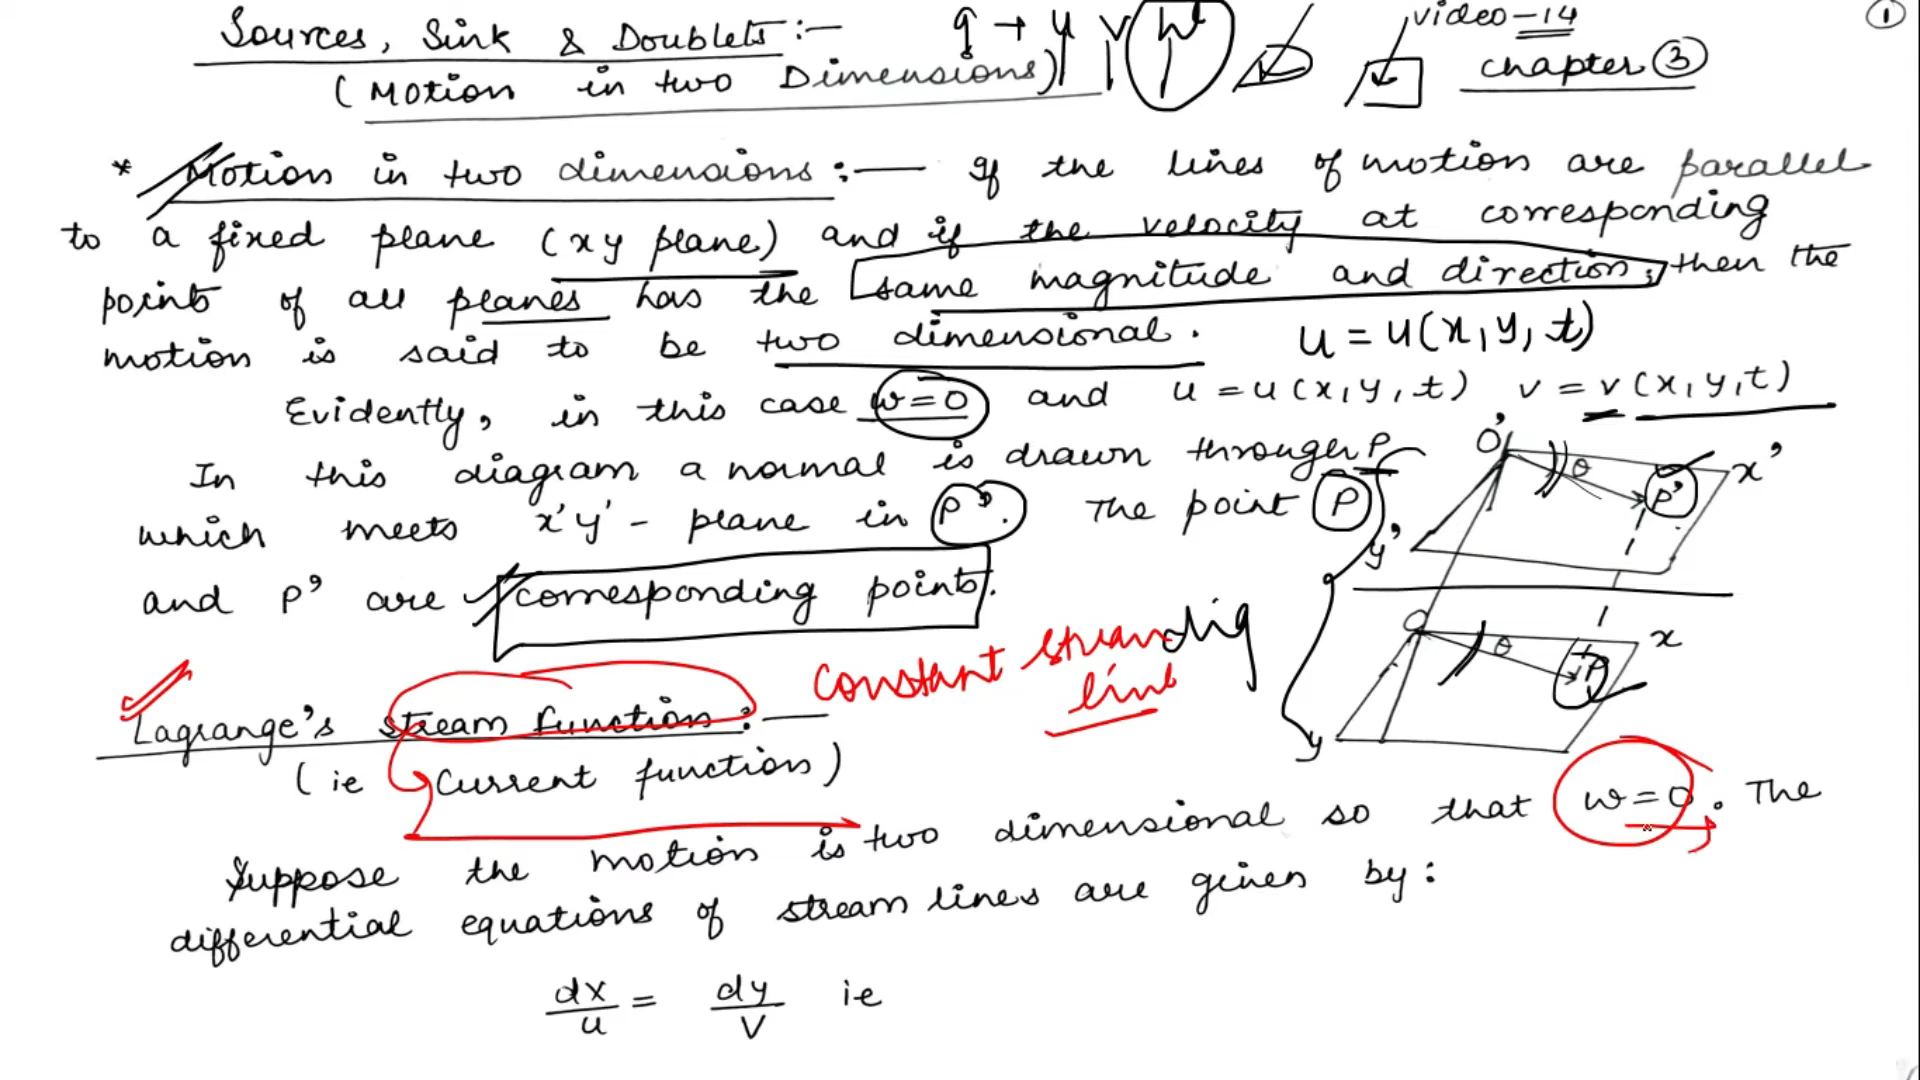 Sources, Sink & Doublets :— q → u v w video-14 ①
(Motion in two Dimensions) chapter ③
* Motion in two dimensions :— If the lines of motion are parallel
to a fixed plane (xy plane) and if the velocity at corresponding
points of all planes has the same magnitude and direction, then the
motion is said to be two dimensional. u = u(x, y, t)
Evidently, in this case w=0 and u = u(x, y, t) v = v(x, y, t)
In this diagram a normal is drawn through P
which meets x'y' - plane in P'. The point P
and P' are corresponding points.
O' θ P' x' y'
O θ P x y
constant stream
line
Lagrange's stream function :—
(ie Current function)
Suppose the motion is two dimensional so that w=0. The
differential equations of stream lines are given by :
dx/u = dy/v ie